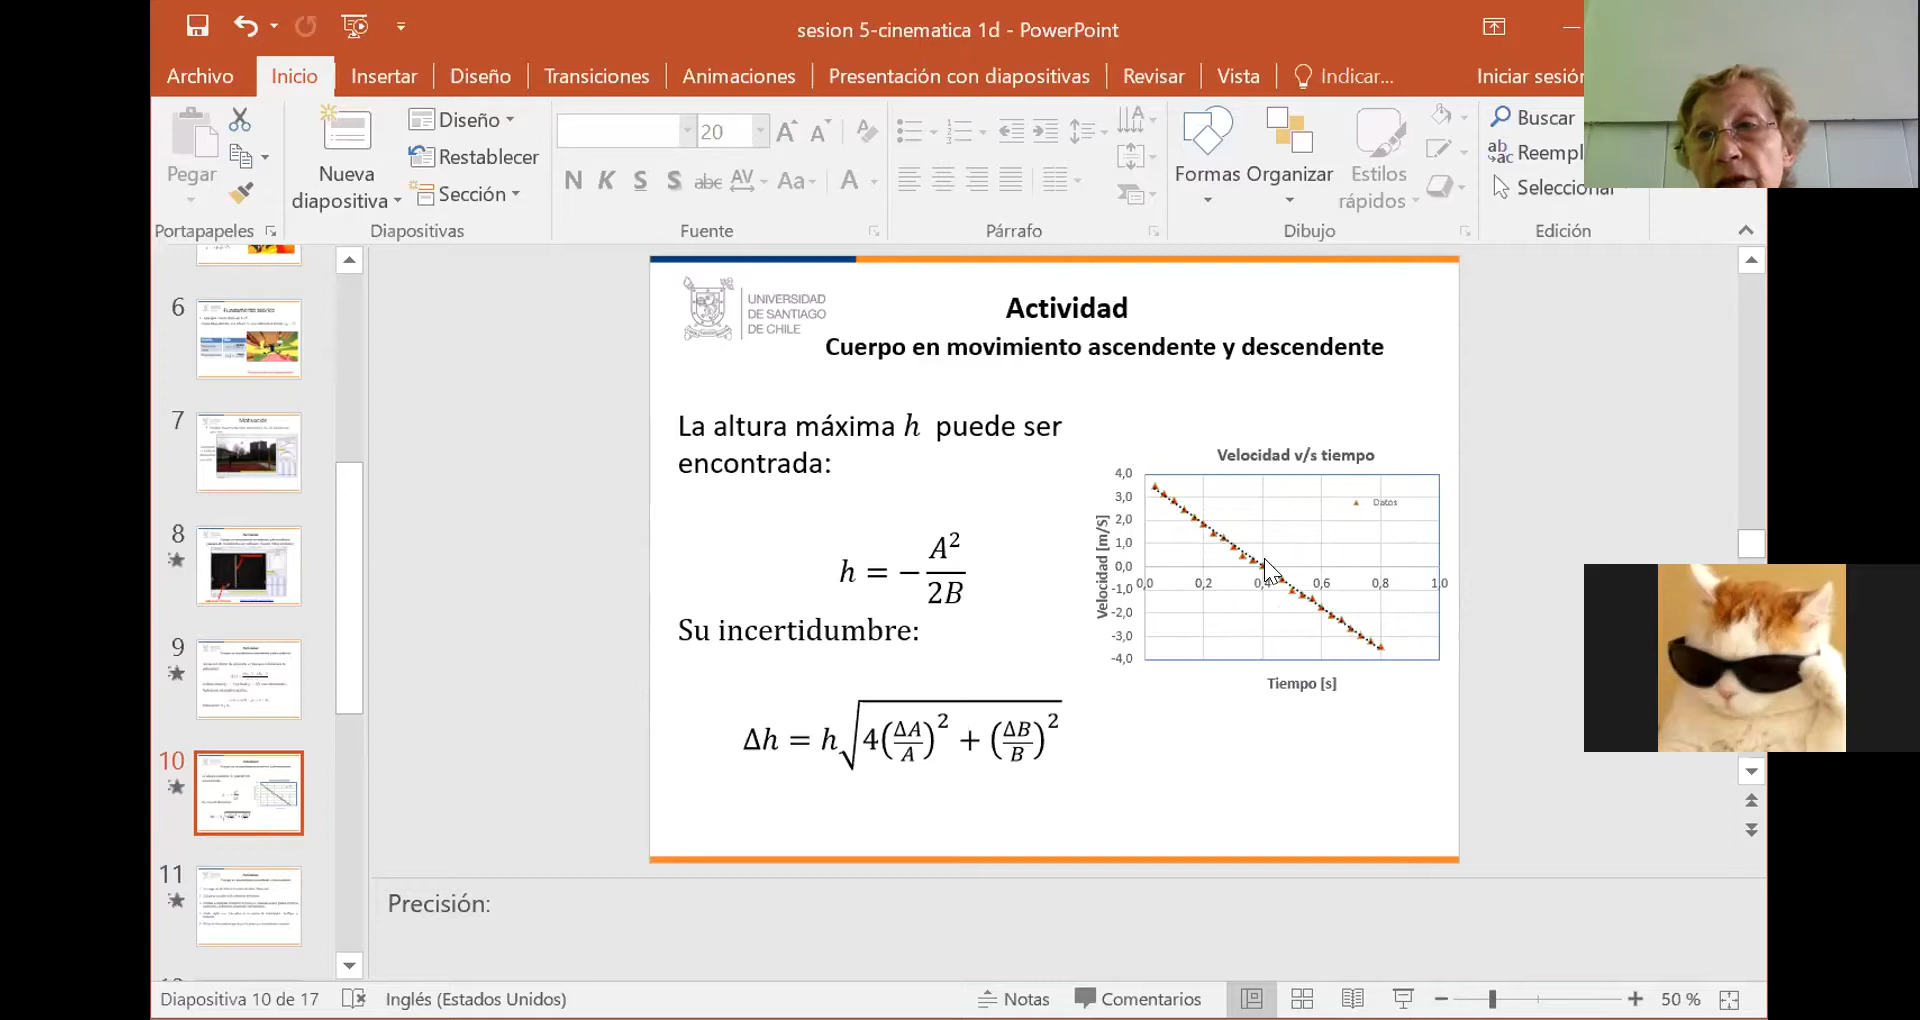 sesion 5-cinematica 1d - PowerPoint
Archivo Inicio Insertar Diseño Transiciones Animaciones Presentación con diapositivas Revisar Vista Indicar... Iniciar sesión
Pegar
Nueva diapositiva
Diseño
Restablecer
Sección
20
N K S S abc AV Aa A
Formas Organizar Estilos rápidos
Buscar
Reempl
Seleccionar
Portapapeles Diapositivas Fuente Párrafo Dibujo Edición
6
7
8
9
10
11
UNIVERSIDAD
DE SANTIAGO
DE CHILE
Actividad
Cuerpo en movimiento ascendente y descendente
La altura máxima h puede ser
encontrada:
h = −A²/2B
Su incertidumbre:
Δh = h√(4(ΔA/A)² + (ΔB/B)²)
Velocidad v/s tiempo
4,0
3,0
2,0
1,0
0,0
-1,0
-2,0
-3,0
-4,0
Velocidad [m/S]
Datos
0,0 0,2 0,4 0,6 0,8 1,0
Tiempo [s]
Precisión:
Diapositiva 10 de 17 Inglés (Estados Unidos) Notas Comentarios 50 %